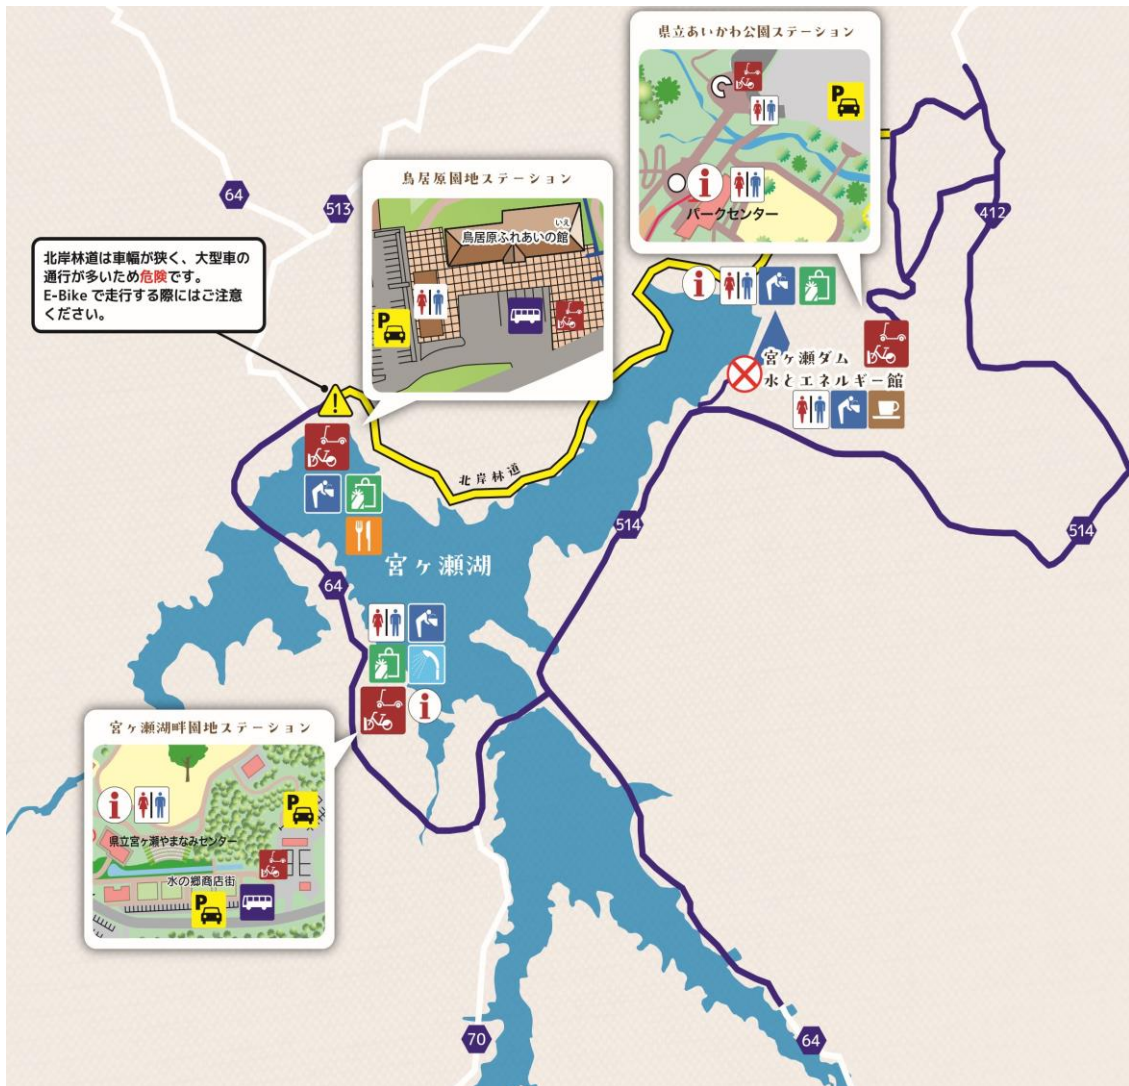 県立あいかわ公園ステーション
P
i
パークセンター
64
513
412
鳥居原園地ステーション
いえ
鳥居原ふれあいの館
P
北岸林道は車幅が狭く、大型車の
通行が多いため危険です。
E-Bikeで走行する際にはご注意
ください。
i
宮ヶ瀬ダム
水とエネルギー館
!
北岸林道
514
514
宮ヶ瀬湖
64
i
宮ヶ瀬湖畔園地ステーション
i
P
県立宮ヶ瀬やまなみセンター
水の郷商店街
P
70
64